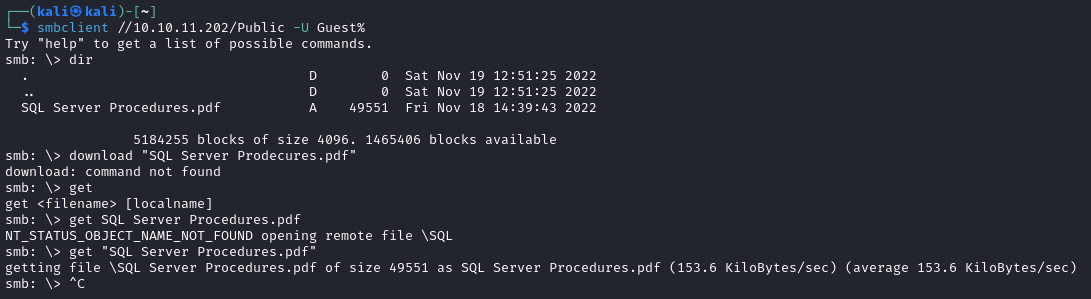 ┌──(kali㉿kali)-[~]
└─$ smbclient //10.10.11.202/Public -U Guest%
Try "help" to get a list of possible commands.
smb: \> dir
  .                                   D        0  Sat Nov 19 12:51:25 2022
  ..                                  D        0  Sat Nov 19 12:51:25 2022
  SQL Server Procedures.pdf           A    49551  Fri Nov 18 14:39:43 2022
                5184255 blocks of size 4096. 1465406 blocks available
smb: \> download "SQL Server Prodecures.pdf"
download: command not found
smb: \> get
get <filename> [localname]
smb: \> get SQL Server Procedures.pdf
NT_STATUS_OBJECT_NAME_NOT_FOUND opening remote file \SQL
smb: \> get "SQL Server Procedures.pdf"
getting file \SQL Server Procedures.pdf of size 49551 as SQL Server Procedures.pdf (153.6 KiloBytes/sec) (average 153.6 KiloBytes/sec)
smb: \> ^C